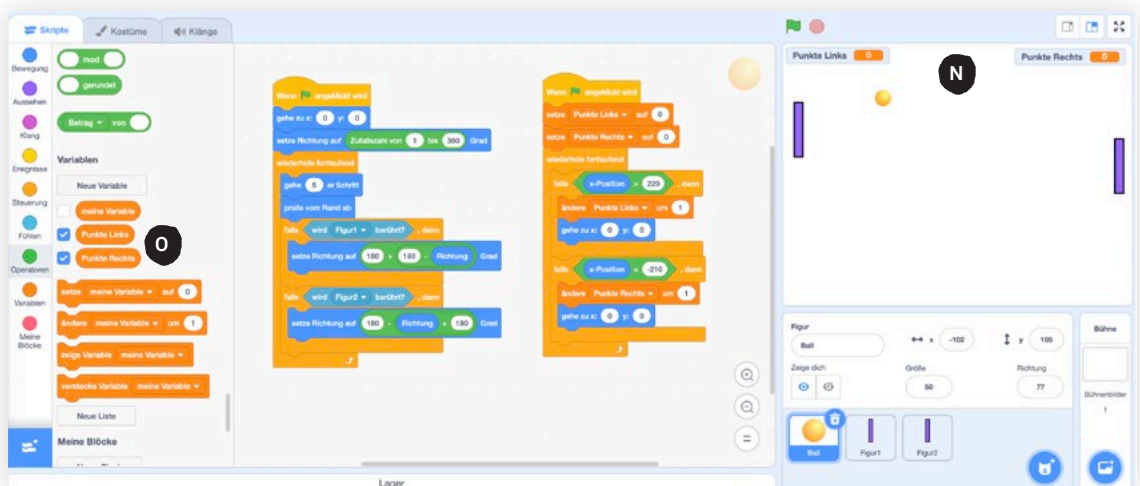 Skripte
Kostüme
Klänge
Bewegung
Aussehen
Klang
Ereignisse
Steuerung
Fühlen
Operatoren
Variablen
Meine
Blöcke
mod
gerundet
Betrag von
Variablen
Neue Variable
meine Variable
Punkte Links
Punkte Rechts
O
setze meine Variable auf 0
ändere meine Variable um 1
zeige Variable meine Variable
verstecke Variable meine Variable
Neue Liste
Meine Blöcke
Wenn angeklickt wird
gehe zu x: 0 y: 0
setze Richtung auf Zufallszahl von 1 bis 360 Grad
wiederhole fortlaufend
gehe 5 er Schritt
pralle vom Rand ab
falls wird Figur1 berührt? , dann
setze Richtung auf 180 + 180 - Richtung Grad
falls wird Figur2 berührt? , dann
setze Richtung auf 180 - Richtung + 180 Grad
Wenn angeklickt wird
setze Punkte Links auf 0
setze Punkte Rechts auf 0
wiederhole fortlaufend
falls x-Position > 220 , dann
ändere Punkte Links um 1
gehe zu x: 0 y: 0
falls x-Position < -210 , dann
ändere Punkte Rechts um 1
gehe zu x: 0 y: 0
Lager
Punkte Links 0
Punkte Rechts 0
N
Figur
Ball
x -102
y 105
Zeige dich
Größe
50
Richtung
77
Ball
Figur1
Figur2
Bühne
Bühnenbilder
1